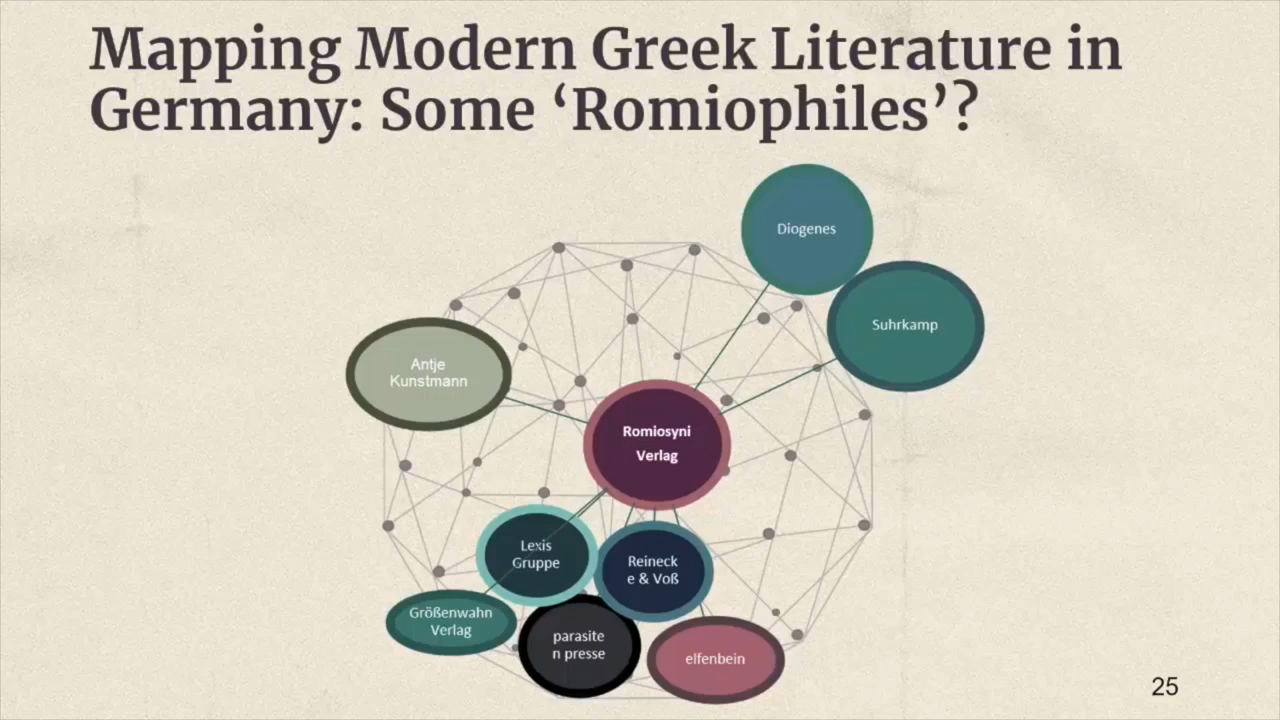 Mapping Modern Greek Literature in
Germany: Some ‘Romiophiles’?
Diogenes
Suhrkamp
Antje
Kunstmann
Romiosyni
Verlag
Lexis
Gruppe
Reineck
e & Voß
Größenwahn
Verlag
parasite
n presse
elfenbein
25